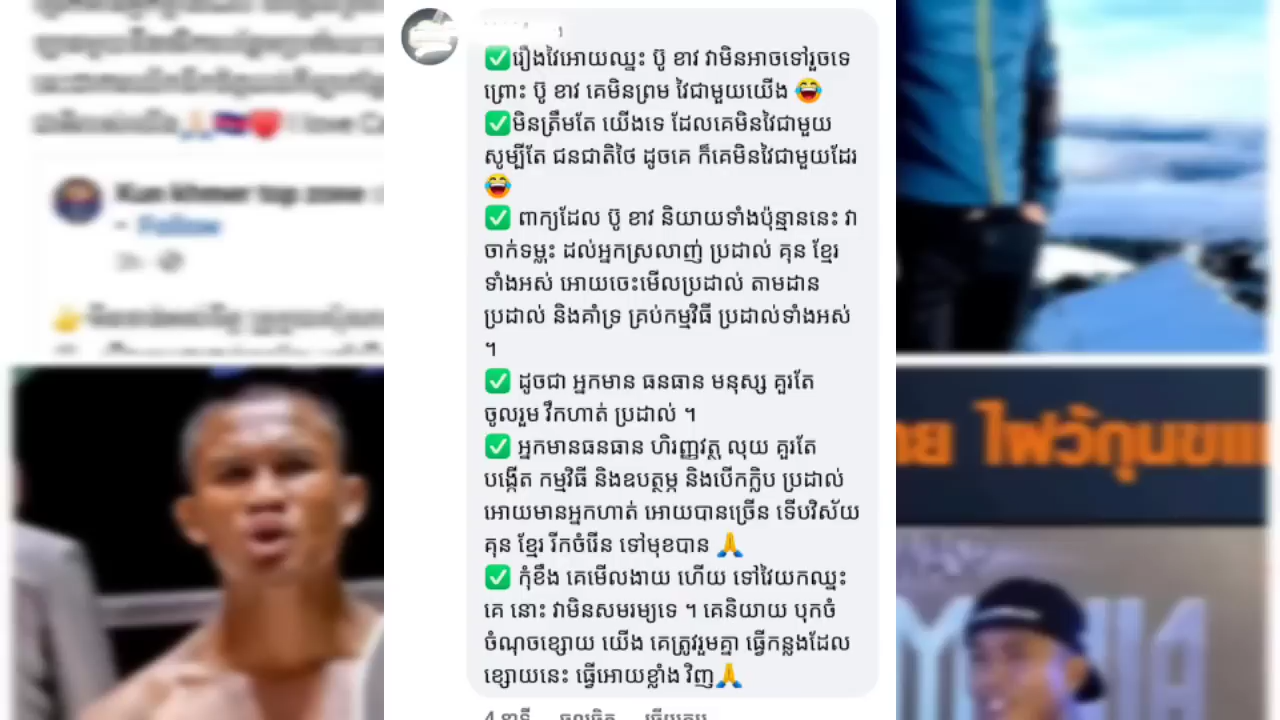 ✅រឿងវៃអោយឈ្នះ ប៊ូ ខាវ វាមិនអាចទៅរួចទេ
ព្រោះ ប៊ូ ខាវ គេមិនព្រម វៃជាមួយយើង 😂
✅មិនត្រឹមតែ យើងទេ ដែលគេមិនវៃជាមួយ
សូម្បីតែ ជនជាតិថៃ ដូចគេ ក៏គេមិនវៃជាមួយដែរ
😂
✅ ពាក្យដែល ប៊ូ ខាវ និយាយទាំងប៉ុន្មាននេះ វា
ចាក់ទម្លុះ ដល់អ្នកស្រលាញ់ ប្រដាល់ គុន ខ្មែរ
ទាំងអស់ អោយចេះមើលប្រដាល់ តាមដាន
ប្រដាល់ និងគាំទ្រ គ្រប់កម្មវិធី ប្រដាល់ទាំងអស់
។
✅ ដូចជា អ្នកមាន ធនធាន មនុស្ស គួរតែ
ចូលរួម វឹកហាត់ ប្រដាល់ ។
✅ អ្នកមានធនធាន ហិរញ្ញវត្ត លុយ គួរតែ
បង្កើត កម្មវិធី និងឧបត្ថម្ភ និងបើកក្លិប ប្រដាល់
អោយមានអ្នកហាត់ អោយបានច្រើន ទើបវិស័យ
គុន ខ្មែរ រីកចំរើន ទៅមុខបាន 🙏
✅ កុំខឹង គេមើលងាយ ហើយ ទៅវៃយកឈ្នះ
គេ នោះ វាមិនសមរម្យទេ ។ គេនិយាយ បុកចំ
ចំណុចខ្សោយ យើង គេត្រូវរួមគ្នា ធ្វើកន្លងដែល
ខ្សោយនេះ ធ្វើអោយខ្លាំង វិញ🙏
Kun khmer top zone
Follow
ไฟว้กุนขแม